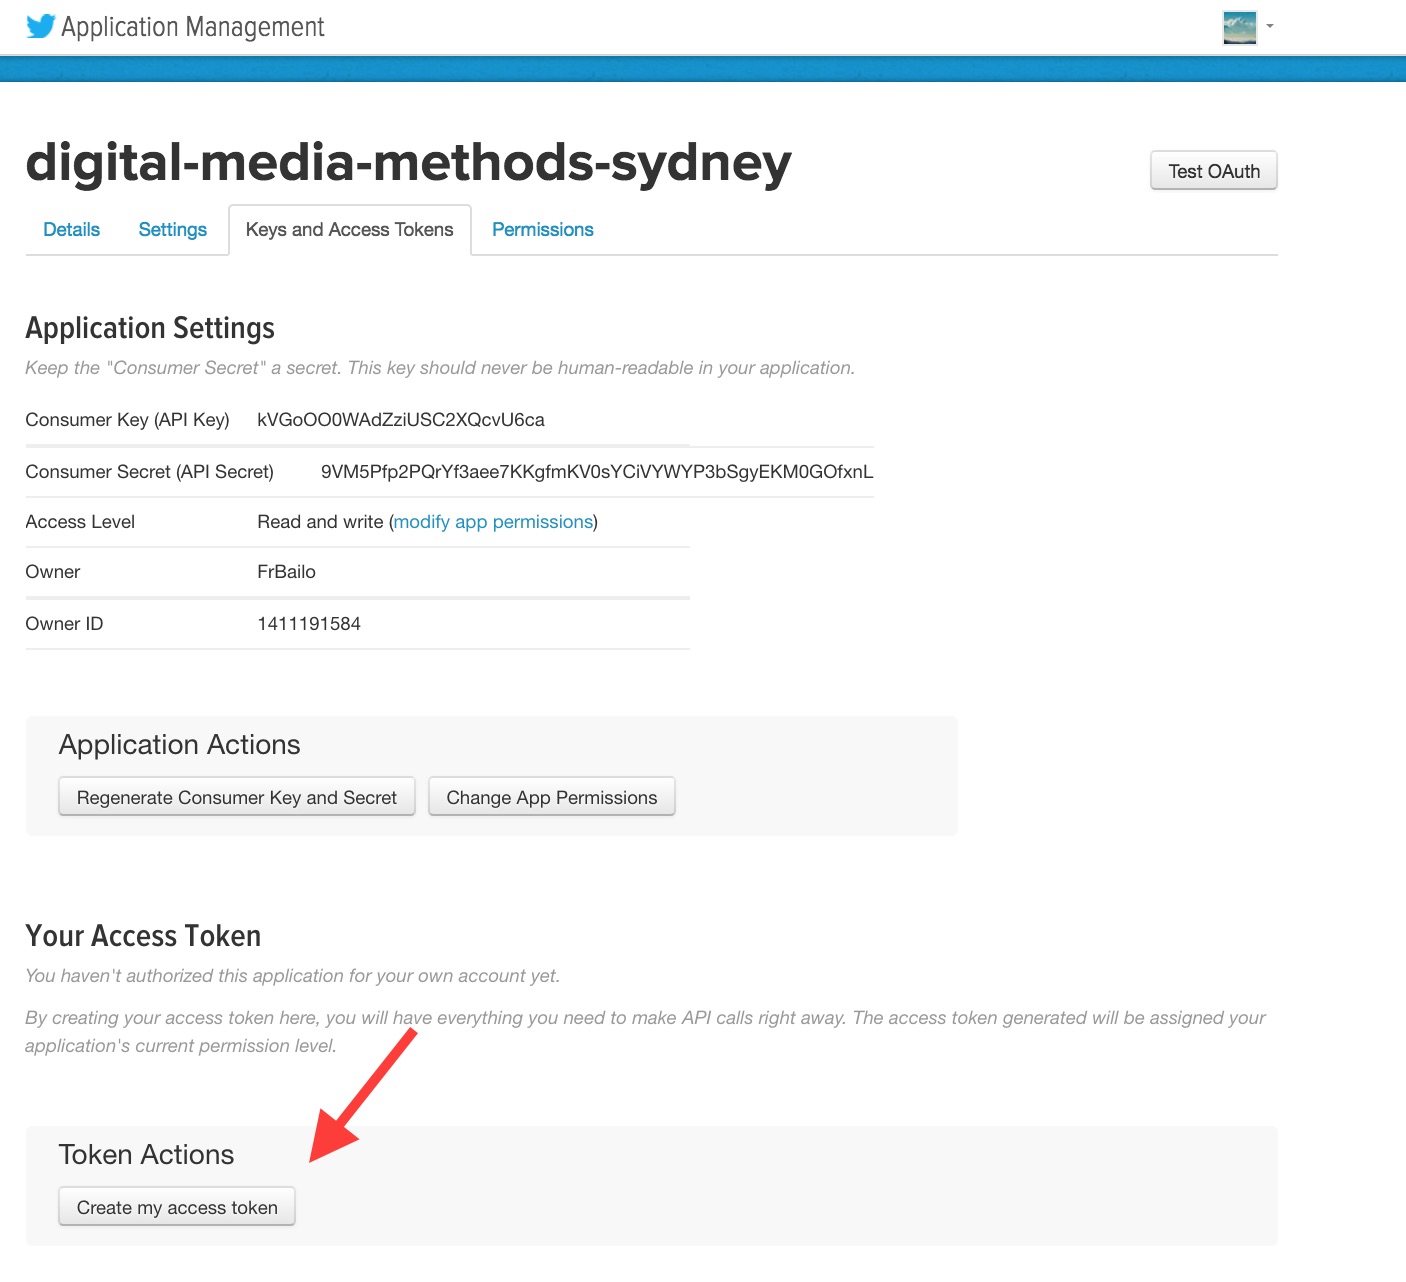 Application Management
digital-media-methods-sydney
Test OAuth
Details Settings Keys and Access Tokens Permissions
Application Settings
Keep the "Consumer Secret" a secret. This key should never be human-readable in your application.
Consumer Key (API Key) kVGoOO0WAdZziUSC2XQcvU6ca
Consumer Secret (API Secret) 9VM5Pfp2PQrYf3aee7KKgfmKV0sYCiVYWYP3bSgyEKM0GOfxnL
Access Level Read and write (modify app permissions)
Owner FrBailo
Owner ID 1411191584
Application Actions
Regenerate Consumer Key and Secret Change App Permissions
Your Access Token
You haven't authorized this application for your own account yet.
By creating your access token here, you will have everything you need to make API calls right away. The access token generated will be assigned your
application's current permission level.
Token Actions
Create my access token